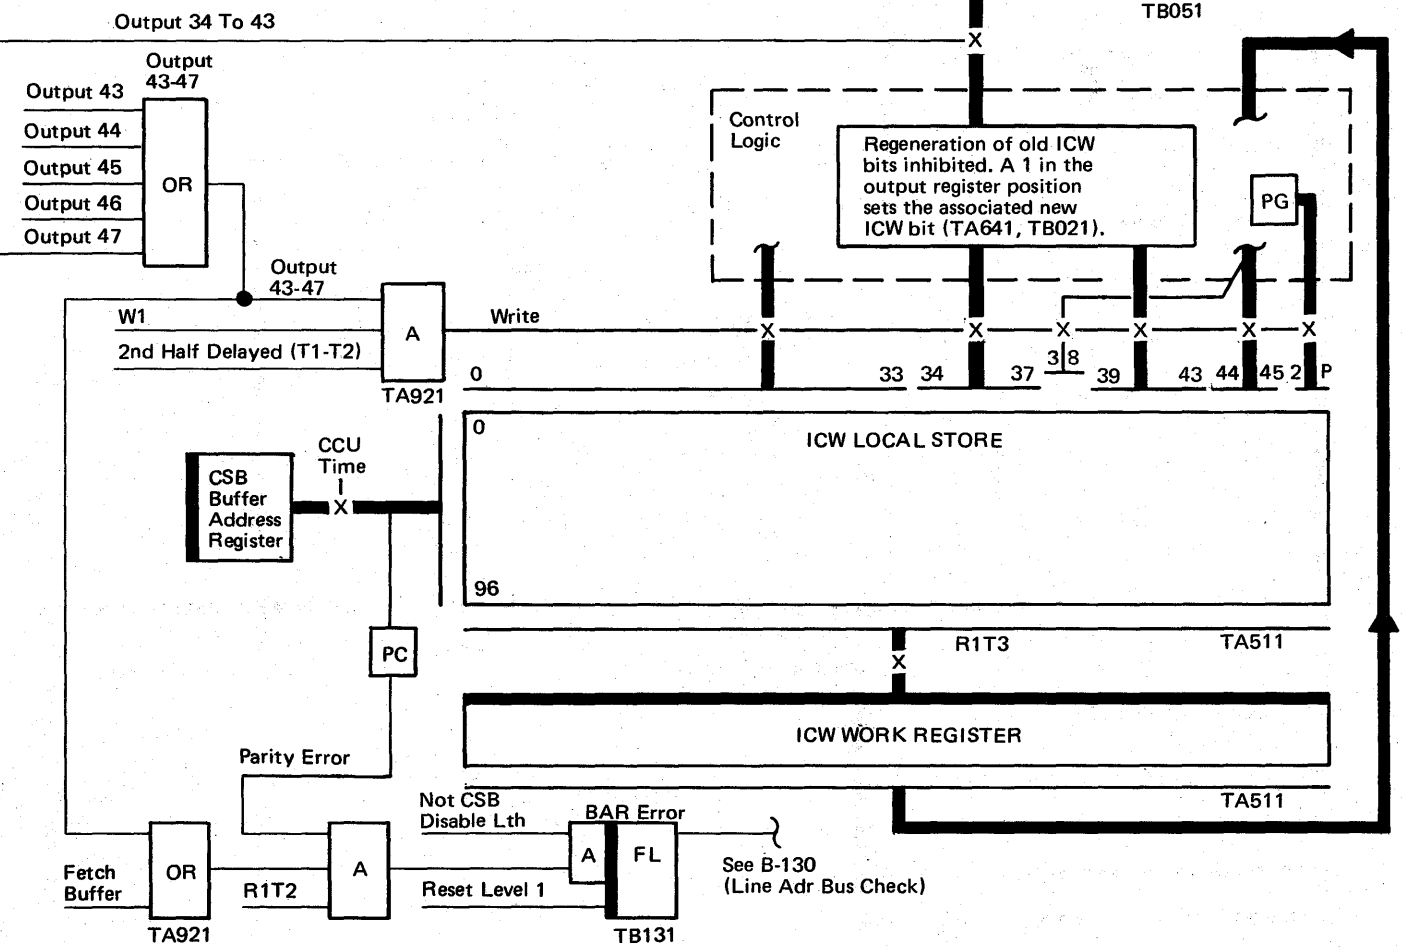 TB051
Output 34 To 43
X
Output
43-47
Output 43
Output 44
Output 45
Output 46
Output 47
OR
Control
Logic
Regeneration of old ICW
bits inhibited. A 1 in the
output register position
sets the associated new
ICW bit (TA641, TB021).
PG
Output
43-47
W1
2nd Half Delayed (T1-T2)
A
TA921
Write
X X X X X X
0 33 34 37 38 39 43 44 45 2 P
0
ICW LOCAL STORE
96
CCU
Time
X
CSB
Buffer
Address
Register
PC
R1T3
TA511
X
ICW WORK REGISTER
TA511
Parity Error
Not CSB
Disable Lth
BAR Error
A
FL
See B-130
(Line Adr Bus Check)
Fetch
Buffer
OR
R1T2
A
Reset Level 1
TA921
TB131